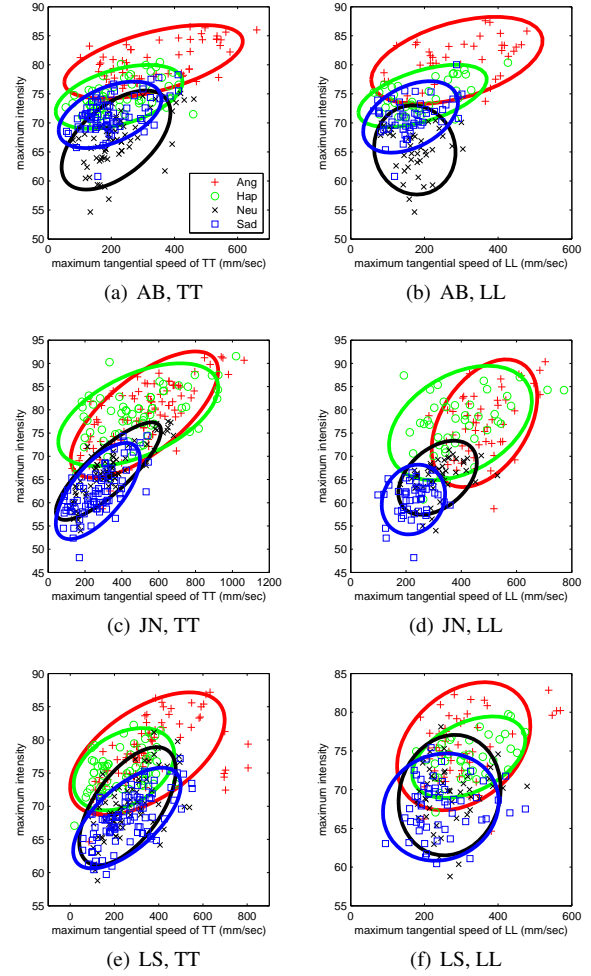 90
85
80
75
70
65
60
55
50
maximum intensity
0 200 400 600 800
maximum tangential speed of TT (mm/sec)
Ang
Hap
Neu
Sad
(a) AB, TT
90
85
80
75
70
65
60
55
50
maximum intensity
0 200 400 600
maximum tangential speed of LL (mm/sec)
(b) AB, LL
95
90
85
80
75
70
65
60
55
50
45
maximum intensity
0 200 400 600 800 1000 1200
maximum tangential speed of TT (mm/sec)
(c) JN, TT
95
90
85
80
75
70
65
60
55
50
45
maximum intensity
0 200 400 600 800
maximum tangential speed of LL (mm/sec)
(d) JN, LL
90
85
80
75
70
65
60
55
maximum intensity
0 200 400 600 800
maximum tangential speed of TT (mm/sec)
(e) LS, TT
85
80
75
70
65
60
55
maximum intensity
0 200 400 600
maximum tangential speed of LL (mm/sec)
(f) LS, LL